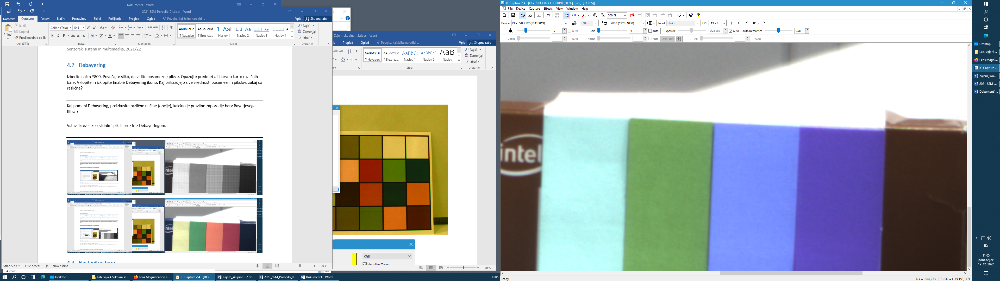 Dokument1 - Word
2021_SSM_Porocilo_01.docx - Word
Datoteka Osnovno Vstavi Načrt Postavitev Sklici Pošiljanje Pregled Ogled Povejte, kaj želite narediti ... Vpis Skupna raba
Prilepi
Izreži
Kopiraj
Preslikovalnik oblik
Calibri (Telo) 10,5
AaBbCcDd AaBbCcDd 1.1.1.1
¶ Navaden ¶ Brez raz... Naslov 1 Naslov 2 Naslov 3 Naslov 4
Najdi
Zamenjaj
Izberi
Odložišče Pisava Odstavek Slogi Urejanje
Senzorski sistemi in multimedija, 2021/22
4.2 Debayering
Izberite način Y800. Povečajte sliko, da vidite posamezne piksle. Opazujte predmet ali barvno karto različnih
barv. Vklopite in izklopite Enable Debayering ikono. Kaj prikazujejo sive vrednosti posameznih pikslov, zakaj so
različne?
Kaj pomeni Debayering, preizkusite različne načine (opcije), kakšno je pravilno zaporedje barv Bayerjevega
filtra ?
Vstavi izrez slike z vidnimi piksli brez in z Debayeringom.
4.3 Nastavitev barv
Stran 5 od 9 1132 besed slovenščina 120 %
4 items
Zajem_skupina 1.2.docx - Word
Pregled Ogled Povejte, kaj želite narediti ... Vpis Skupna raba
¶ Navaden ¶ Brez raz... Naslov 1 Naslov 2 Naslov
Najdi
Zamenjaj
Izberi
Slogi Urejanje
RGB
Visualize Zeros
120 %
IC Capture 2.4 - [DFx 72BUC02 (30110019) [300%] [live] [13 FPS]]
File Device Capture Effects View Window Help
300 %
Device DFx 72BUC02 (30110019) PAL NTSC - NA - Y800 (1920x1080) Input - NA - FPS 13.21 0°
0 Auto Gain 4 Auto Exposure 1/25 sec Auto Auto Reference 128
Zoom Auto Focus Auto One Push Iris Auto
intel
Ready X,Y = 1047,733 RGB32 = (145,153,147)
Desktop
Lab. vaja 4 ...
Lens Magni...
IC Capture ...
Zajem_sku...
2021_SSM_...
Dokument1...
SLV
11:05
ponedeljek
19. 12. 2022
Desktop Lab. vaja 4 Slikovni se... Lens Magnification a... IC Capture 2.4 - [DFx ... Zajem_skupina 1.2.do... 2021_SSM_Porocilo_0... Dokument1 - Word 11:05